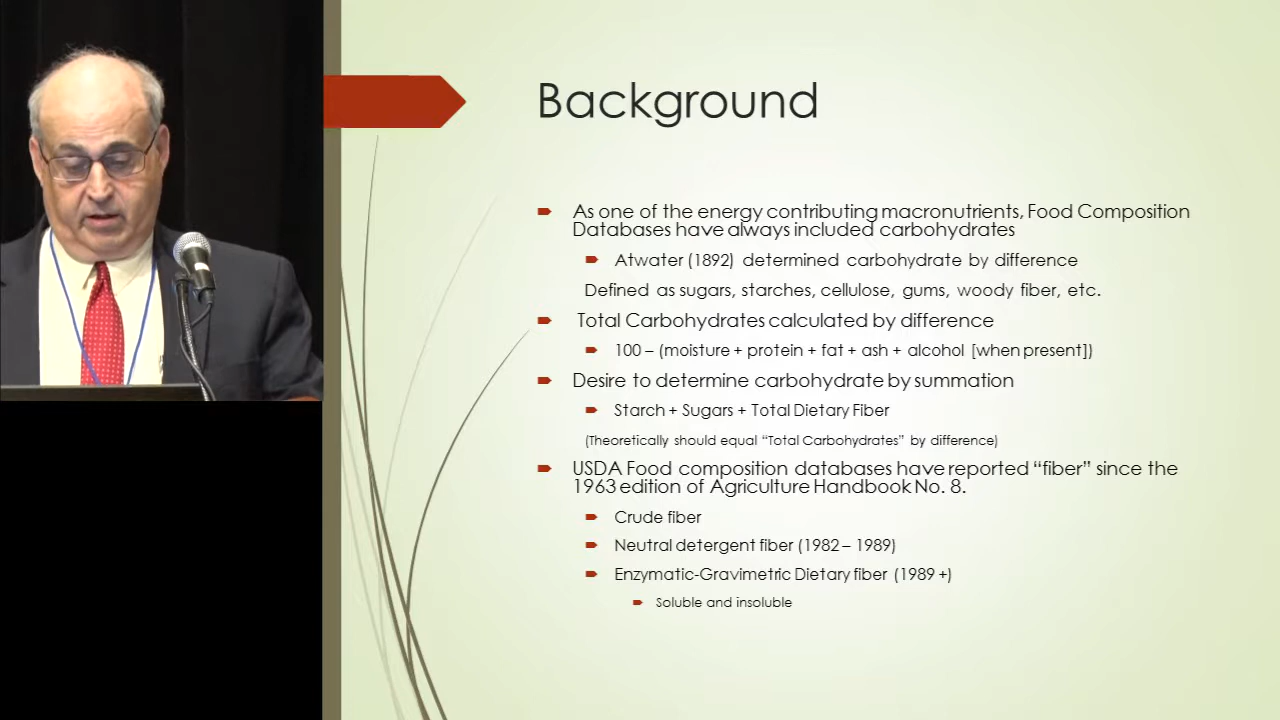 Background
As one of the energy contributing macronutrients, Food Composition
Databases have always included carbohydrates
Atwater (1892) determined carbohydrate by difference
Defined as sugars, starches, cellulose, gums, woody fiber, etc.
Total Carbohydrates calculated by difference
100 – (moisture + protein + fat + ash + alcohol [when present])
Desire to determine carbohydrate by summation
Starch + Sugars + Total Dietary Fiber
(Theoretically should equal “Total Carbohydrates” by difference)
USDA Food composition databases have reported “fiber” since the
1963 edition of Agriculture Handbook No. 8.
Crude fiber
Neutral detergent fiber (1982 – 1989)
Enzymatic-Gravimetric Dietary fiber (1989 +)
Soluble and insoluble